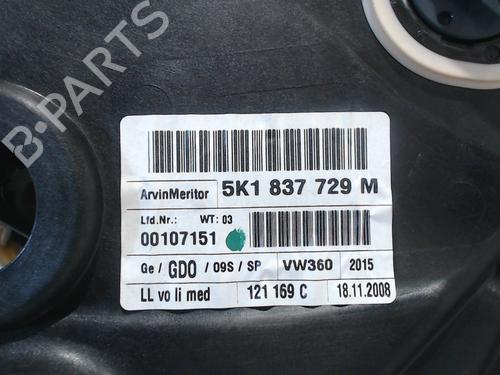 B-PARTS
ArvinMeritor 5K1 837 729 M
Lfd.Nr.: WT: 03
00107151
Ge / GDO / 09S / SP VW360 2015
LL vo li med 121 169 C 18.11.2008